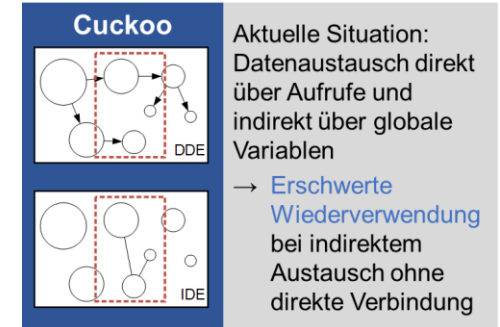 Cuckoo
DDE
IDE
Aktuelle Situation:
Datenaustausch direkt
über Aufrufe und
indirekt über globale
Variablen
→ Erschwerte
Wiederverwendung
bei indirektem
Austausch ohne
direkte Verbindung